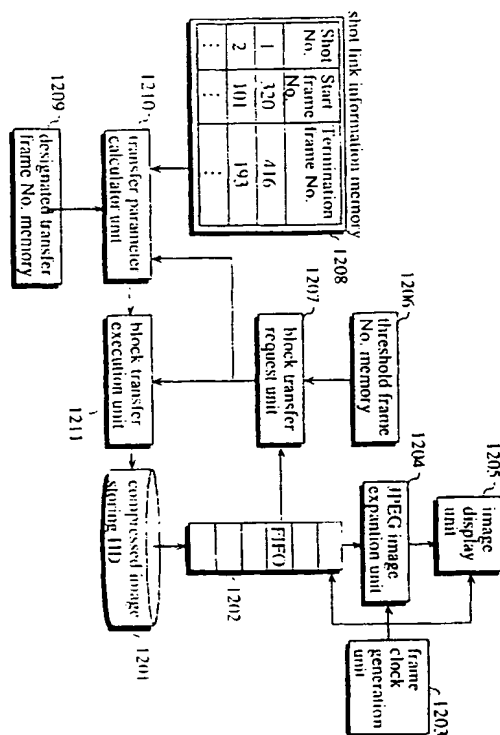 shot link information memory
Shot No.
Start frame No.
Termination frame No.
1
320
416
2
101
193
⋮
⋮
⋮
1208
1206
threshold frame No. memory
1207
block transfer request unit
1210
transfer parameter calculator unit
1209
designated transfer frame No. memory
block transfer execution unit
1211
compressed image storing HD
1201
FIFO
1202
1204
JPEG image expantion unit
1205
image display unit
frame clock generation unit
1203